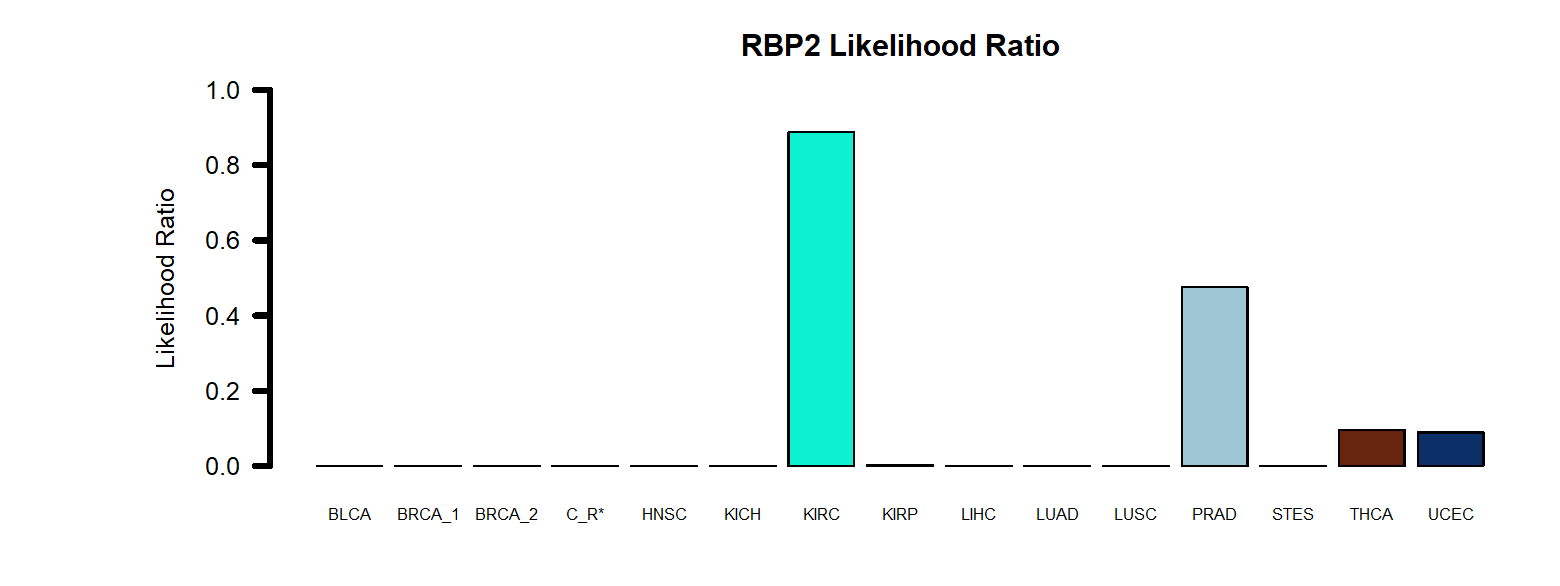 RBP2 Likelihood Ratio
Likelihood Ratio
1.0
0.8
0.6
0.4
0.2
0.0
BLCA BRCA_1 BRCA_2 C_R* HNSC KICH KIRC KIRP LIHC LUAD LUSC PRAD STES THCA UCEC